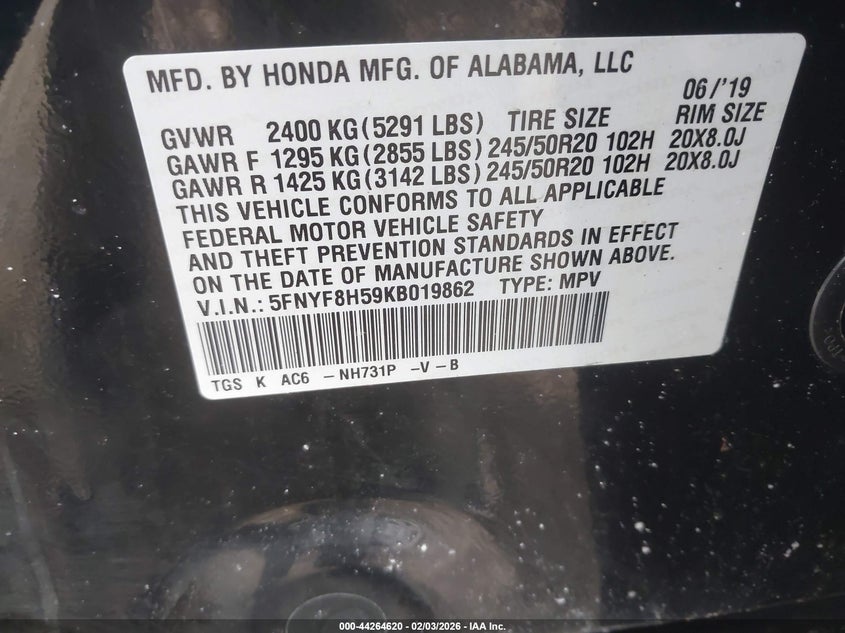 MFD. BY HONDA MFG. OF ALABAMA, LLC
06/'19
GVWR 2400 KG(5291 LBS) TIRE SIZE RIM SIZE
GAWR F 1295 KG(2855 LBS) 245/50R20 102H 20X8.0J
GAWR R 1425 KG(3142 LBS) 245/50R20 102H 20X8.0J
THIS VEHICLE CONFORMS TO ALL APPLICABLE
FEDERAL MOTOR VEHICLE SAFETY
AND THEFT PREVENTION STANDARDS IN EFFECT
ON THE DATE OF MANUFACTURE SHOWN ABOVE.
V.I.N.: 5FNYF8H59KB019862 TYPE: MPV
TGS K AC6 -NH731P -V-B
000-44264620 - 02/03/2026 - IAA Inc.